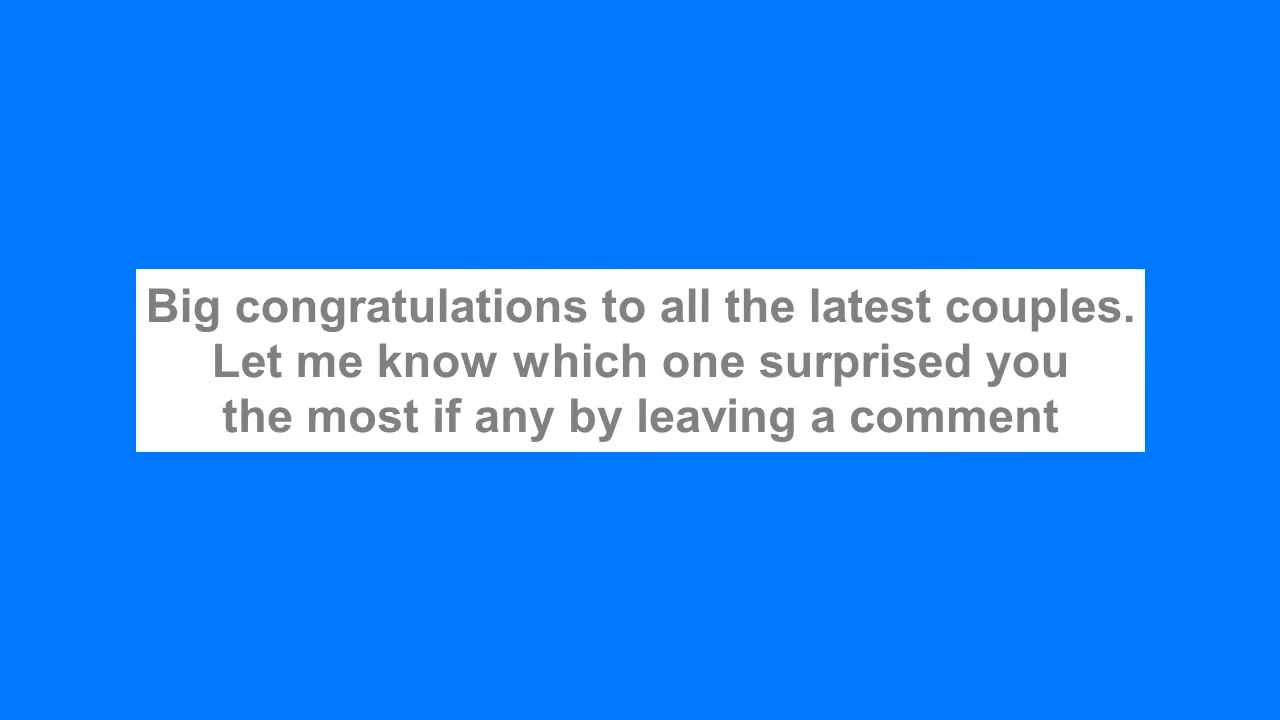 Big congratulations to all the latest couples.
Let me know which one surprised you
the most if any by leaving a comment